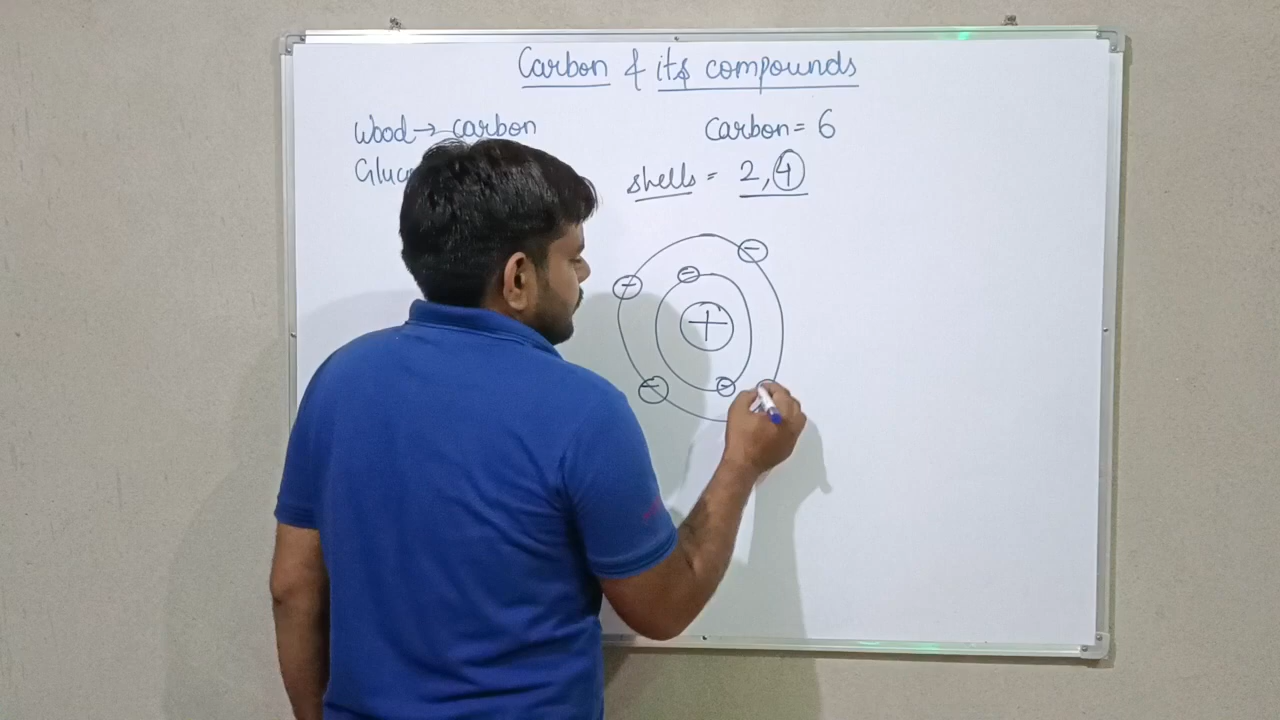 Carbon & its compounds
Wood → carbon
Carbon = 6
shells = 2, 4
+
−
−
−
−
−